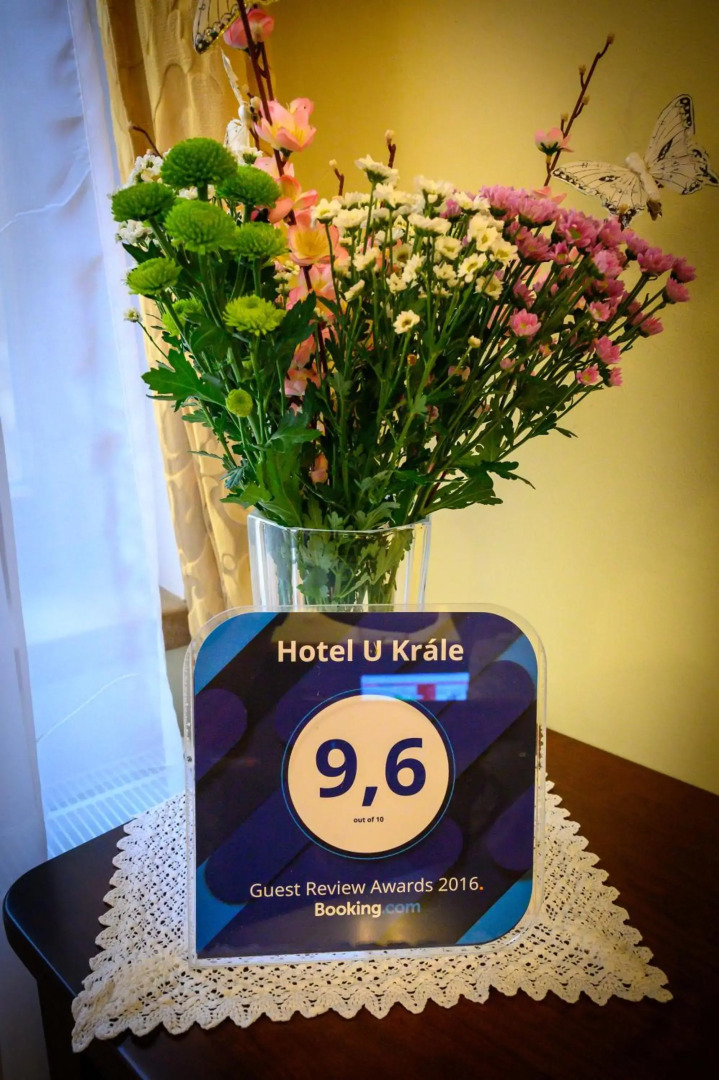 Hotel U Krále
9,6
out of 10
Guest Review Awards 2016.
Booking.com